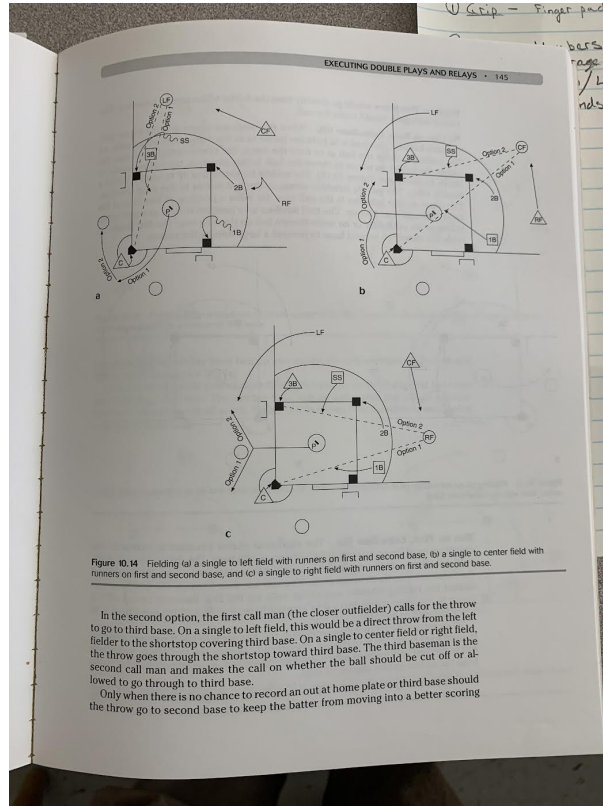 ① Grip - Finger pad
EXECUTING DOUBLE PLAYS AND RELAYS • 145
LF
Option 2
Option 1
CF
SS
3B
2B
RF
P
1B
C
Option 2
Option 1
a
LF
3B
SS
Option 2
CF
Option 1
2B
Option 2
P
RF
1B
Option 1
C
b
LF
CF
3B
SS
Option 2
2B
RF
Option 2
P
Option 1
1B
Option 1
C
c
Figure 10.14 Fielding (a) a single to left field with runners on first and second base, (b) a single to center field with
runners on first and second base, and (c) a single to right field with runners on first and second base.
In the second option, the first call man (the closer outfielder) calls for the throw
to go to third base. On a single to left field, this would be a direct throw from the left
fielder to the shortstop covering third base. On a single to center field or right field,
the throw goes through the shortstop toward third base. The third baseman is the
second call man and makes the call on whether the ball should be cut off or al-
lowed to go through to third base.
Only when there is no chance to record an out at home plate or third base should
the throw go to second base to keep the batter from moving into a better scoring